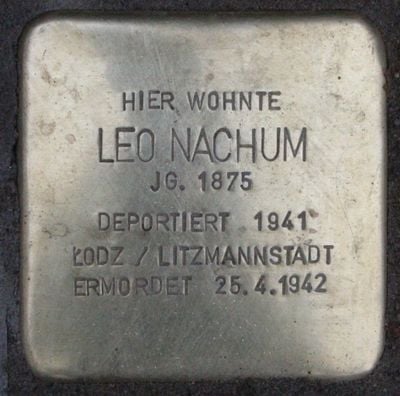 HIER WOHNTE
LEO NACHUM
JG. 1875
DEPORTIERT 1941
ŁODZ / LITZMANNSTADT
ERMORDET 25.4.1942